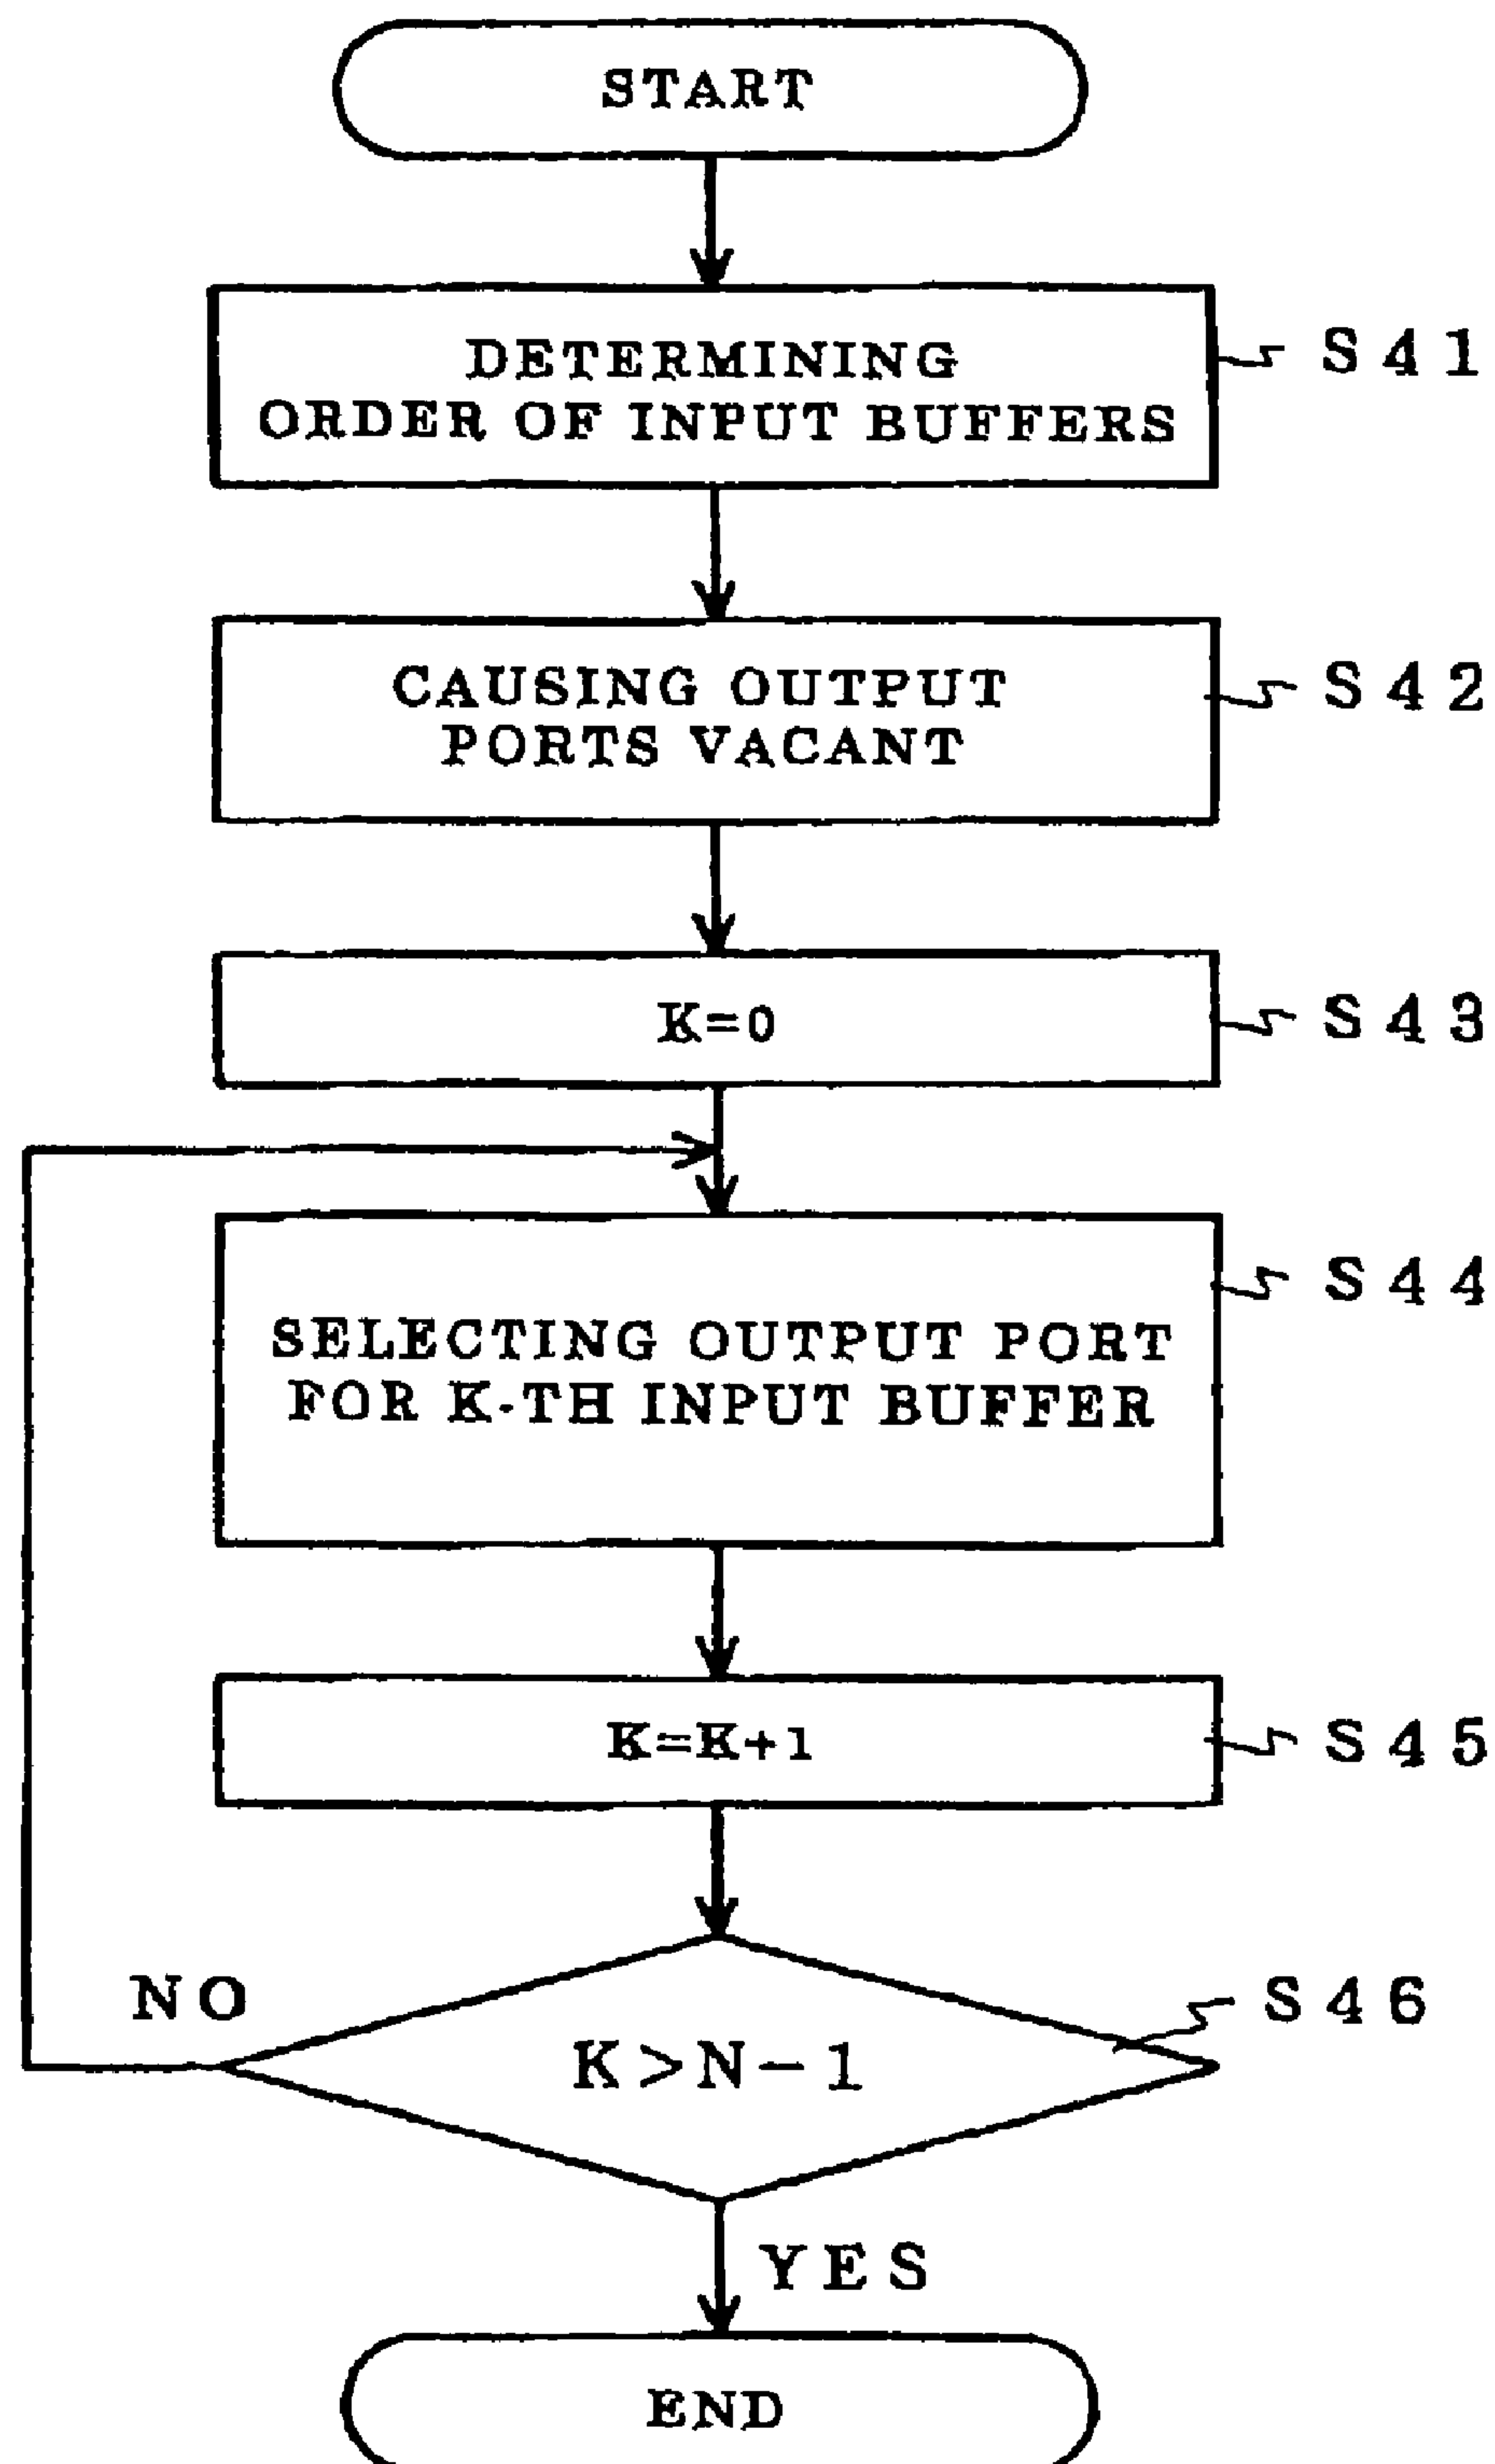 START
DETERMINING
ORDER OF INPUT BUFFERS
S41
CAUSING OUTPUT
PORTS VACANT
S42
K=0
S43
SELECTING OUTPUT PORT
FOR K-TH INPUT BUFFER
S44
K=K+1
S45
NO
K>N-1
S46
YES
END